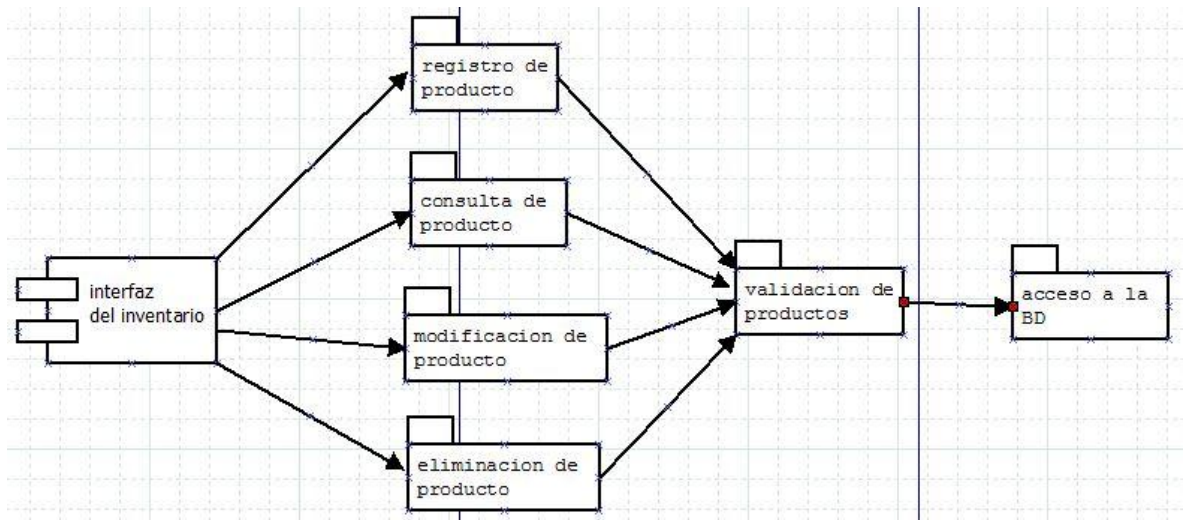 registro de
producto
consulta de
producto
interfaz
del inventario
modificacion de
producto
eliminacion de
producto
validacion de
productos
acceso a la
BD